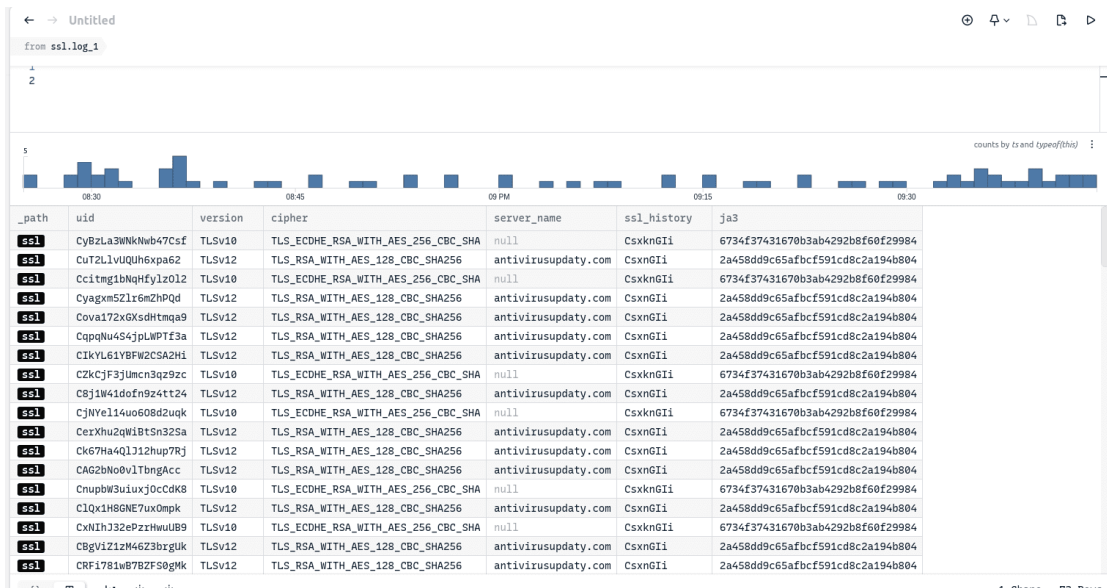 Untitled
from ssl.log_1
1
2
counts by ts and typeof(this)
5
08:30 08:45 09 PM 09:15 09:30
_path uid version cipher server_name ssl_history ja3
ssl CyBzLa3WNkNwb47Csf TLSv10 TLS_ECDHE_RSA_WITH_AES_256_CBC_SHA null CsxknGIi 6734f37431670b3ab4292b8f60f29984
ssl CuT2LlvUQUh6xpa62 TLSv12 TLS_RSA_WITH_AES_128_CBC_SHA256 antivirusupdaty.com CsxnGIi 2a458dd9c65afbcf591cd8c2a194b804
ssl Ccitmg1bNqHfylzOl2 TLSv10 TLS_ECDHE_RSA_WITH_AES_256_CBC_SHA null CsxknGIi 6734f37431670b3ab4292b8f60f29984
ssl Cyagxm5Zlr6mZhPQd TLSv12 TLS_RSA_WITH_AES_128_CBC_SHA256 antivirusupdaty.com CsxnGIi 2a458dd9c65afbcf591cd8c2a194b804
ssl Cova172xGXsdHtmqa9 TLSv12 TLS_RSA_WITH_AES_128_CBC_SHA256 antivirusupdaty.com CsxnGIi 2a458dd9c65afbcf591cd8c2a194b804
ssl CqpqNu4S4jpLWPTf3a TLSv12 TLS_RSA_WITH_AES_128_CBC_SHA256 antivirusupdaty.com CsxnGIi 2a458dd9c65afbcf591cd8c2a194b804
ssl CIkYL61YBFW2CSA2Hi TLSv12 TLS_RSA_WITH_AES_128_CBC_SHA256 antivirusupdaty.com CsxnGIi 2a458dd9c65afbcf591cd8c2a194b804
ssl CZkCjF3jUmcn3qz9zc TLSv10 TLS_ECDHE_RSA_WITH_AES_256_CBC_SHA null CsxknGIi 6734f37431670b3ab4292b8f60f29984
ssl C8j1W41dofn9z4tt24 TLSv12 TLS_RSA_WITH_AES_128_CBC_SHA256 antivirusupdaty.com CsxnGIi 2a458dd9c65afbcf591cd8c2a194b804
ssl CjNYel14uo6O8d2uqk TLSv10 TLS_ECDHE_RSA_WITH_AES_256_CBC_SHA null CsxknGIi 6734f37431670b3ab4292b8f60f29984
ssl CerXhu2qWiBtSn32Sa TLSv12 TLS_RSA_WITH_AES_128_CBC_SHA256 antivirusupdaty.com CsxnGIi 2a458dd9c65afbcf591cd8c2a194b804
ssl Ck67Ha4QlJ12hup7Rj TLSv12 TLS_RSA_WITH_AES_128_CBC_SHA256 antivirusupdaty.com CsxnGIi 2a458dd9c65afbcf591cd8c2a194b804
ssl CAG2bNo0vlTbngAcc TLSv12 TLS_RSA_WITH_AES_128_CBC_SHA256 antivirusupdaty.com CsxnGIi 2a458dd9c65afbcf591cd8c2a194b804
ssl CnupbW3uiuxjOcCdK8 TLSv10 TLS_ECDHE_RSA_WITH_AES_256_CBC_SHA null CsxknGIi 6734f37431670b3ab4292b8f60f29984
ssl ClQx1H8GNE7uxOmpk TLSv12 TLS_RSA_WITH_AES_128_CBC_SHA256 antivirusupdaty.com CsxnGIi 2a458dd9c65afbcf591cd8c2a194b804
ssl CxNIhJ32ePzrHwuUB9 TLSv10 TLS_ECDHE_RSA_WITH_AES_256_CBC_SHA null CsxknGIi 6734f37431670b3ab4292b8f60f29984
ssl CBgViZ1zM46Z3brgUk TLSv12 TLS_RSA_WITH_AES_128_CBC_SHA256 antivirusupdaty.com CsxnGIi 2a458dd9c65afbcf591cd8c2a194b804
ssl CRFi781wB7BZFS0gMk TLSv12 TLS_RSA_WITH_AES_128_CBC_SHA256 antivirusupdaty.com CsxnGIi 2a458dd9c65afbcf591cd8c2a194b804